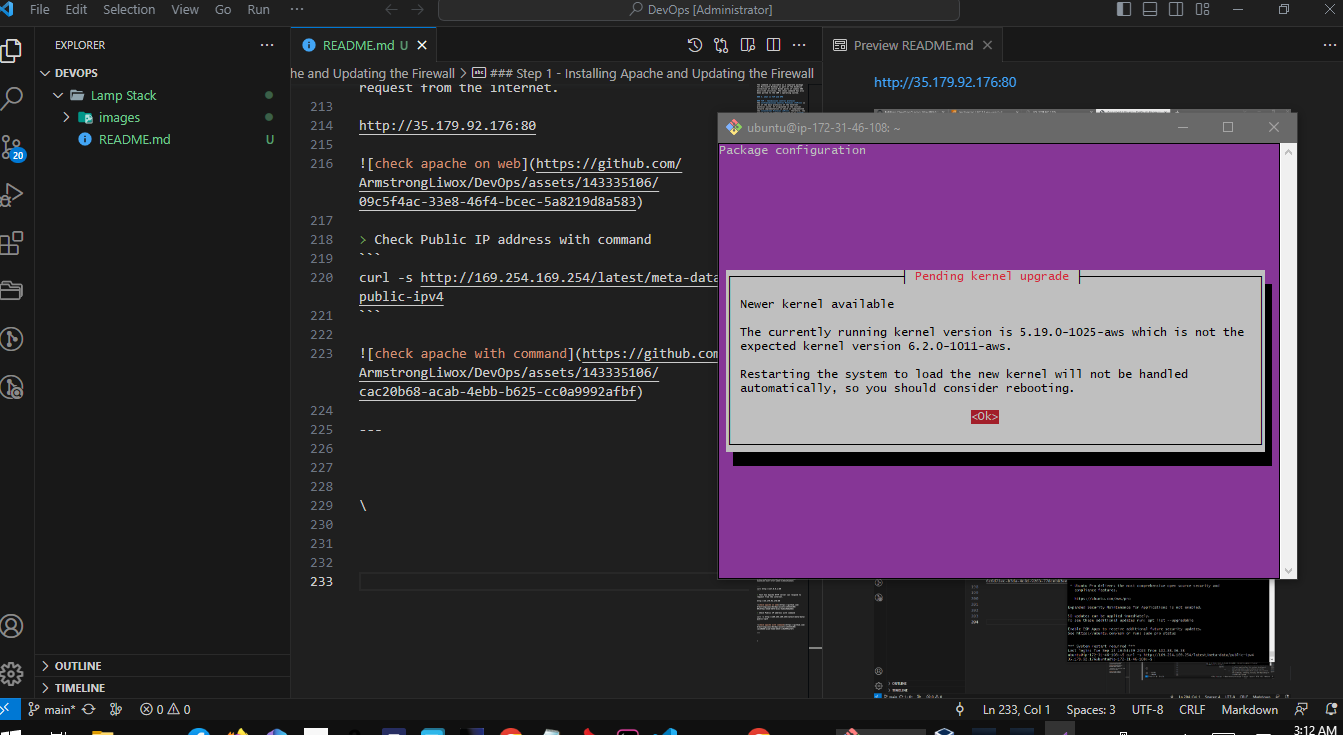 File Edit Selection View Go Run ···
DevOps [Administrator]
EXPLORER
DEVOPS
Lamp Stack
images
README.md U
20
OUTLINE
TIMELINE
README.md U
he and Updating the Firewall > ### Step 1 - Installing Apache and Updating the Firewall
request from the internet.
213
214 http://35.179.92.176:80
215
216 ![check apache on web](https://github.com/
ArmstrongLiwox/DevOps/assets/143335106/
09c5f4ac-33e8-46f4-bcec-5a8219d8a583)
217
218 > Check Public IP address with command
219 ```
220 curl -s http://169.254.169.254/latest/meta-data
public-ipv4
221 ```
222
223 ![check apache with command](https://github.com
ArmstrongLiwox/DevOps/assets/143335106/
cac20b68-acab-4ebb-b625-cc0a9992afbf)
224
225 ---
226
227
228
229 \
230
231
232
233
Preview README.md
http://35.179.92.176:80
ubuntu@ip-172-31-46-108: ~
Package configuration
Pending kernel upgrade
Newer kernel available
The currently running kernel version is 5.19.0-1025-aws which is not the
expected kernel version 6.2.0-1011-aws.
Restarting the system to load the new kernel will not be handled
automatically, so you should consider rebooting.
<Ok>
main* 0 0 Ln 233, Col 1 Spaces: 3 UTF-8 CRLF Markdown
3:12 AM